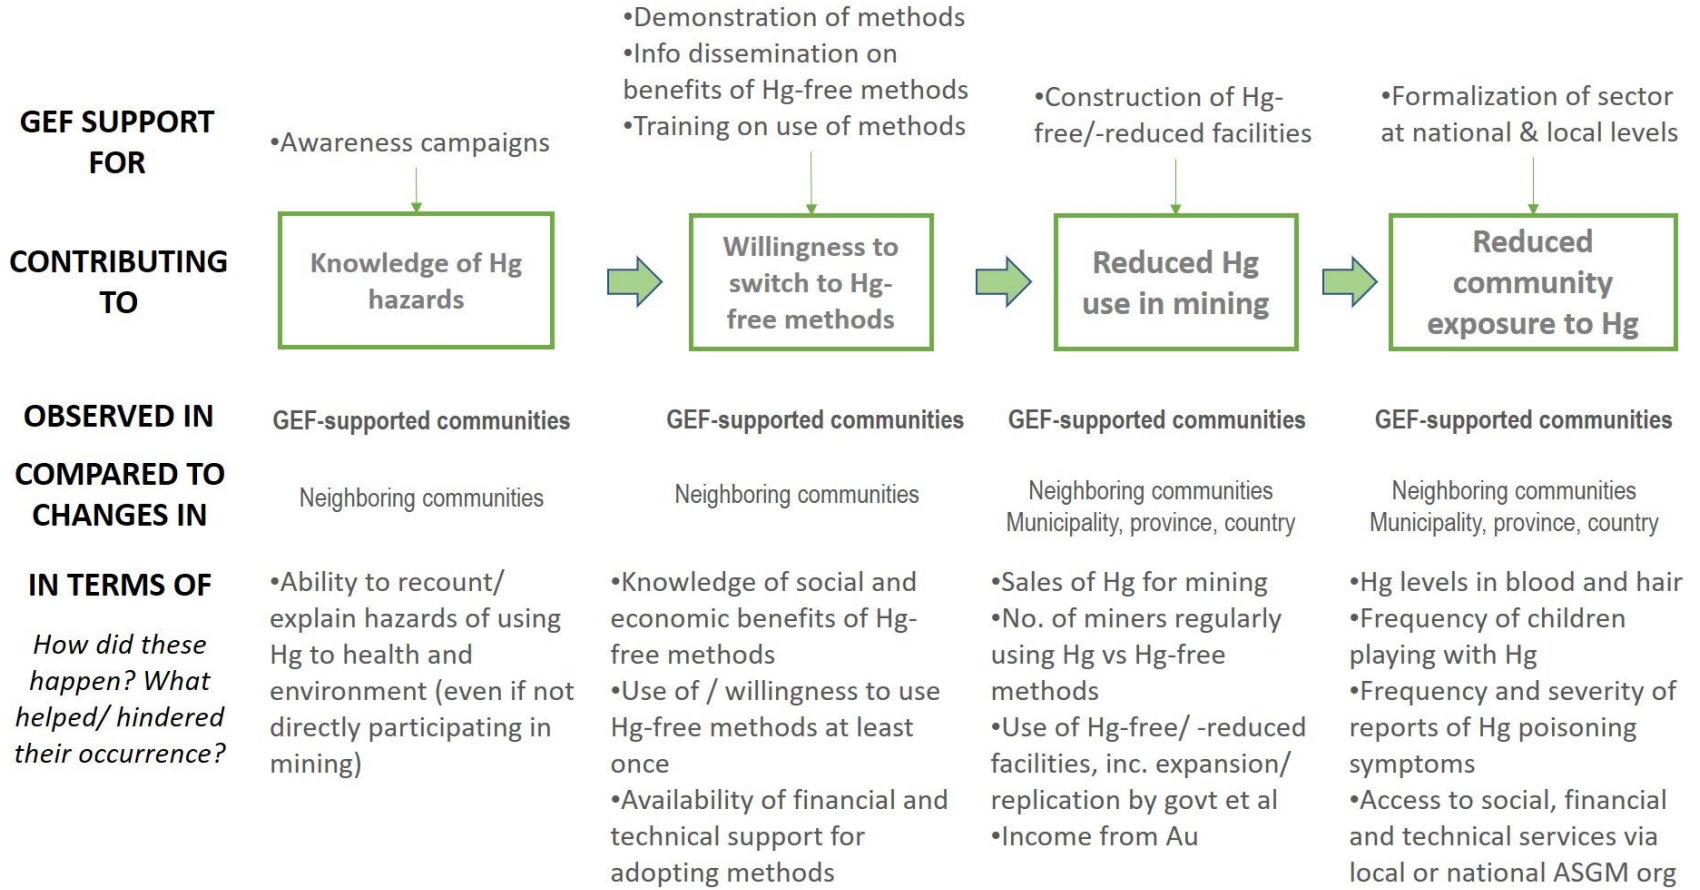 GEF SUPPORT
FOR
•Awareness campaigns
•Demonstration of methods
•Info dissemination on
benefits of Hg-free methods
•Training on use of methods
•Construction of Hg-
free/-reduced facilities
•Formalization of sector
at national & local levels
CONTRIBUTING
TO
Knowledge of Hg
hazards
Willingness to
switch to Hg-
free methods
Reduced Hg
use in mining
Reduced
community
exposure to Hg
OBSERVED IN
GEF-supported communities
GEF-supported communities
GEF-supported communities
GEF-supported communities
COMPARED TO
CHANGES IN
Neighboring communities
Neighboring communities
Neighboring communities
Municipality, province, country
Neighboring communities
Municipality, province, country
IN TERMS OF
How did these
happen? What
helped/ hindered
their occurrence?
•Ability to recount/
explain hazards of using
Hg to health and
environment (even if not
directly participating in
mining)
•Knowledge of social and
economic benefits of Hg-
free methods
•Use of / willingness to use
Hg-free methods at least
once
•Availability of financial and
technical support for
adopting methods
•Sales of Hg for mining
•No. of miners regularly
using Hg vs Hg-free
methods
•Use of Hg-free/ -reduced
facilities, inc. expansion/
replication by govt et al
•Income from Au
•Hg levels in blood and hair
•Frequency of children
playing with Hg
•Frequency and severity of
reports of Hg poisoning
symptoms
•Access to social, financial
and technical services via
local or national ASGM org